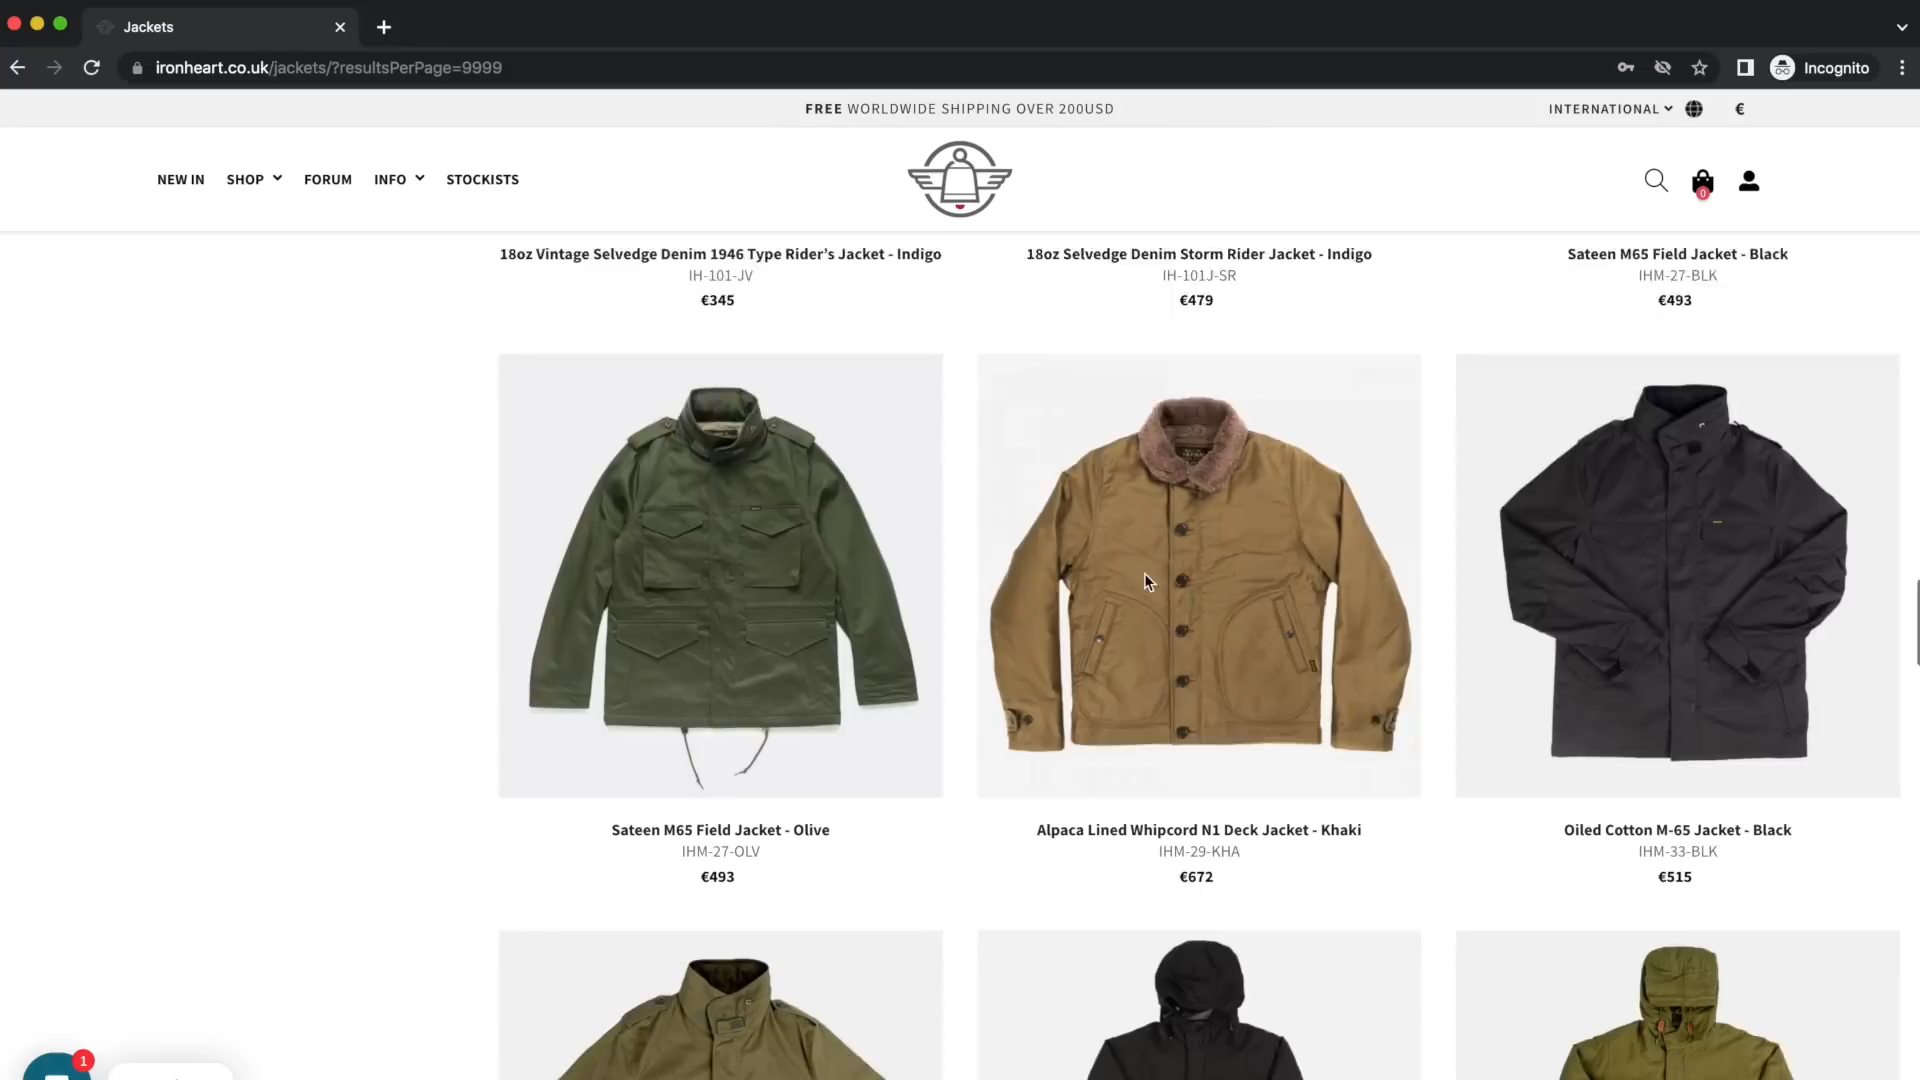 Jackets
ironheart.co.uk/jackets/?resultsPerPage=9999
Incognito
FREE WORLDWIDE SHIPPING OVER 200USD
INTERNATIONAL
€
NEW IN
SHOP
FORUM
INFO
STOCKISTS
0
18oz Vintage Selvedge Denim 1946 Type Rider’s Jacket - Indigo
IH-101-JV
€345
18oz Selvedge Denim Storm Rider Jacket - Indigo
IH-101J-SR
€479
Sateen M65 Field Jacket - Black
IHM-27-BLK
€493
Sateen M65 Field Jacket - Olive
IHM-27-OLV
€493
Alpaca Lined Whipcord N1 Deck Jacket - Khaki
IHM-29-KHA
€672
Oiled Cotton M-65 Jacket - Black
IHM-33-BLK
€515
1